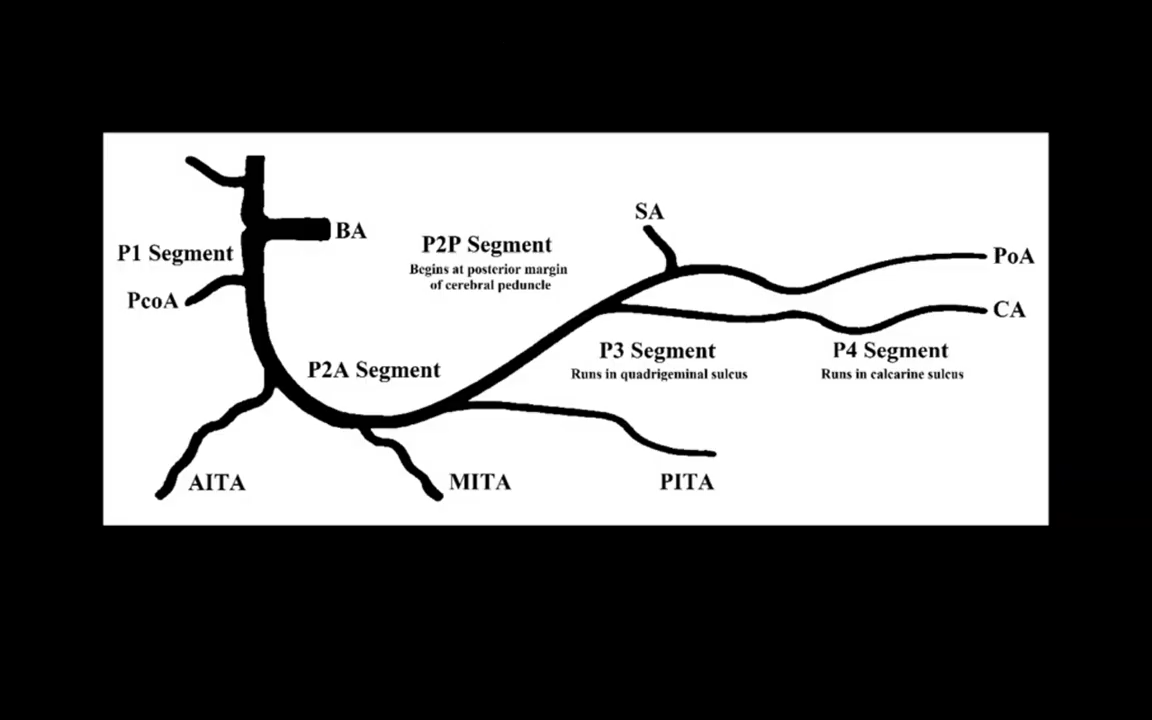 SA
BA
P2P Segment
Begins at posterior margin
of cerebral peduncle
P1 Segment
PoA
PcoA
CA
P3 Segment
Runs in quadrigeminal sulcus
P4 Segment
Runs in calcarine sulcus
P2A Segment
AITA
MITA
PITA